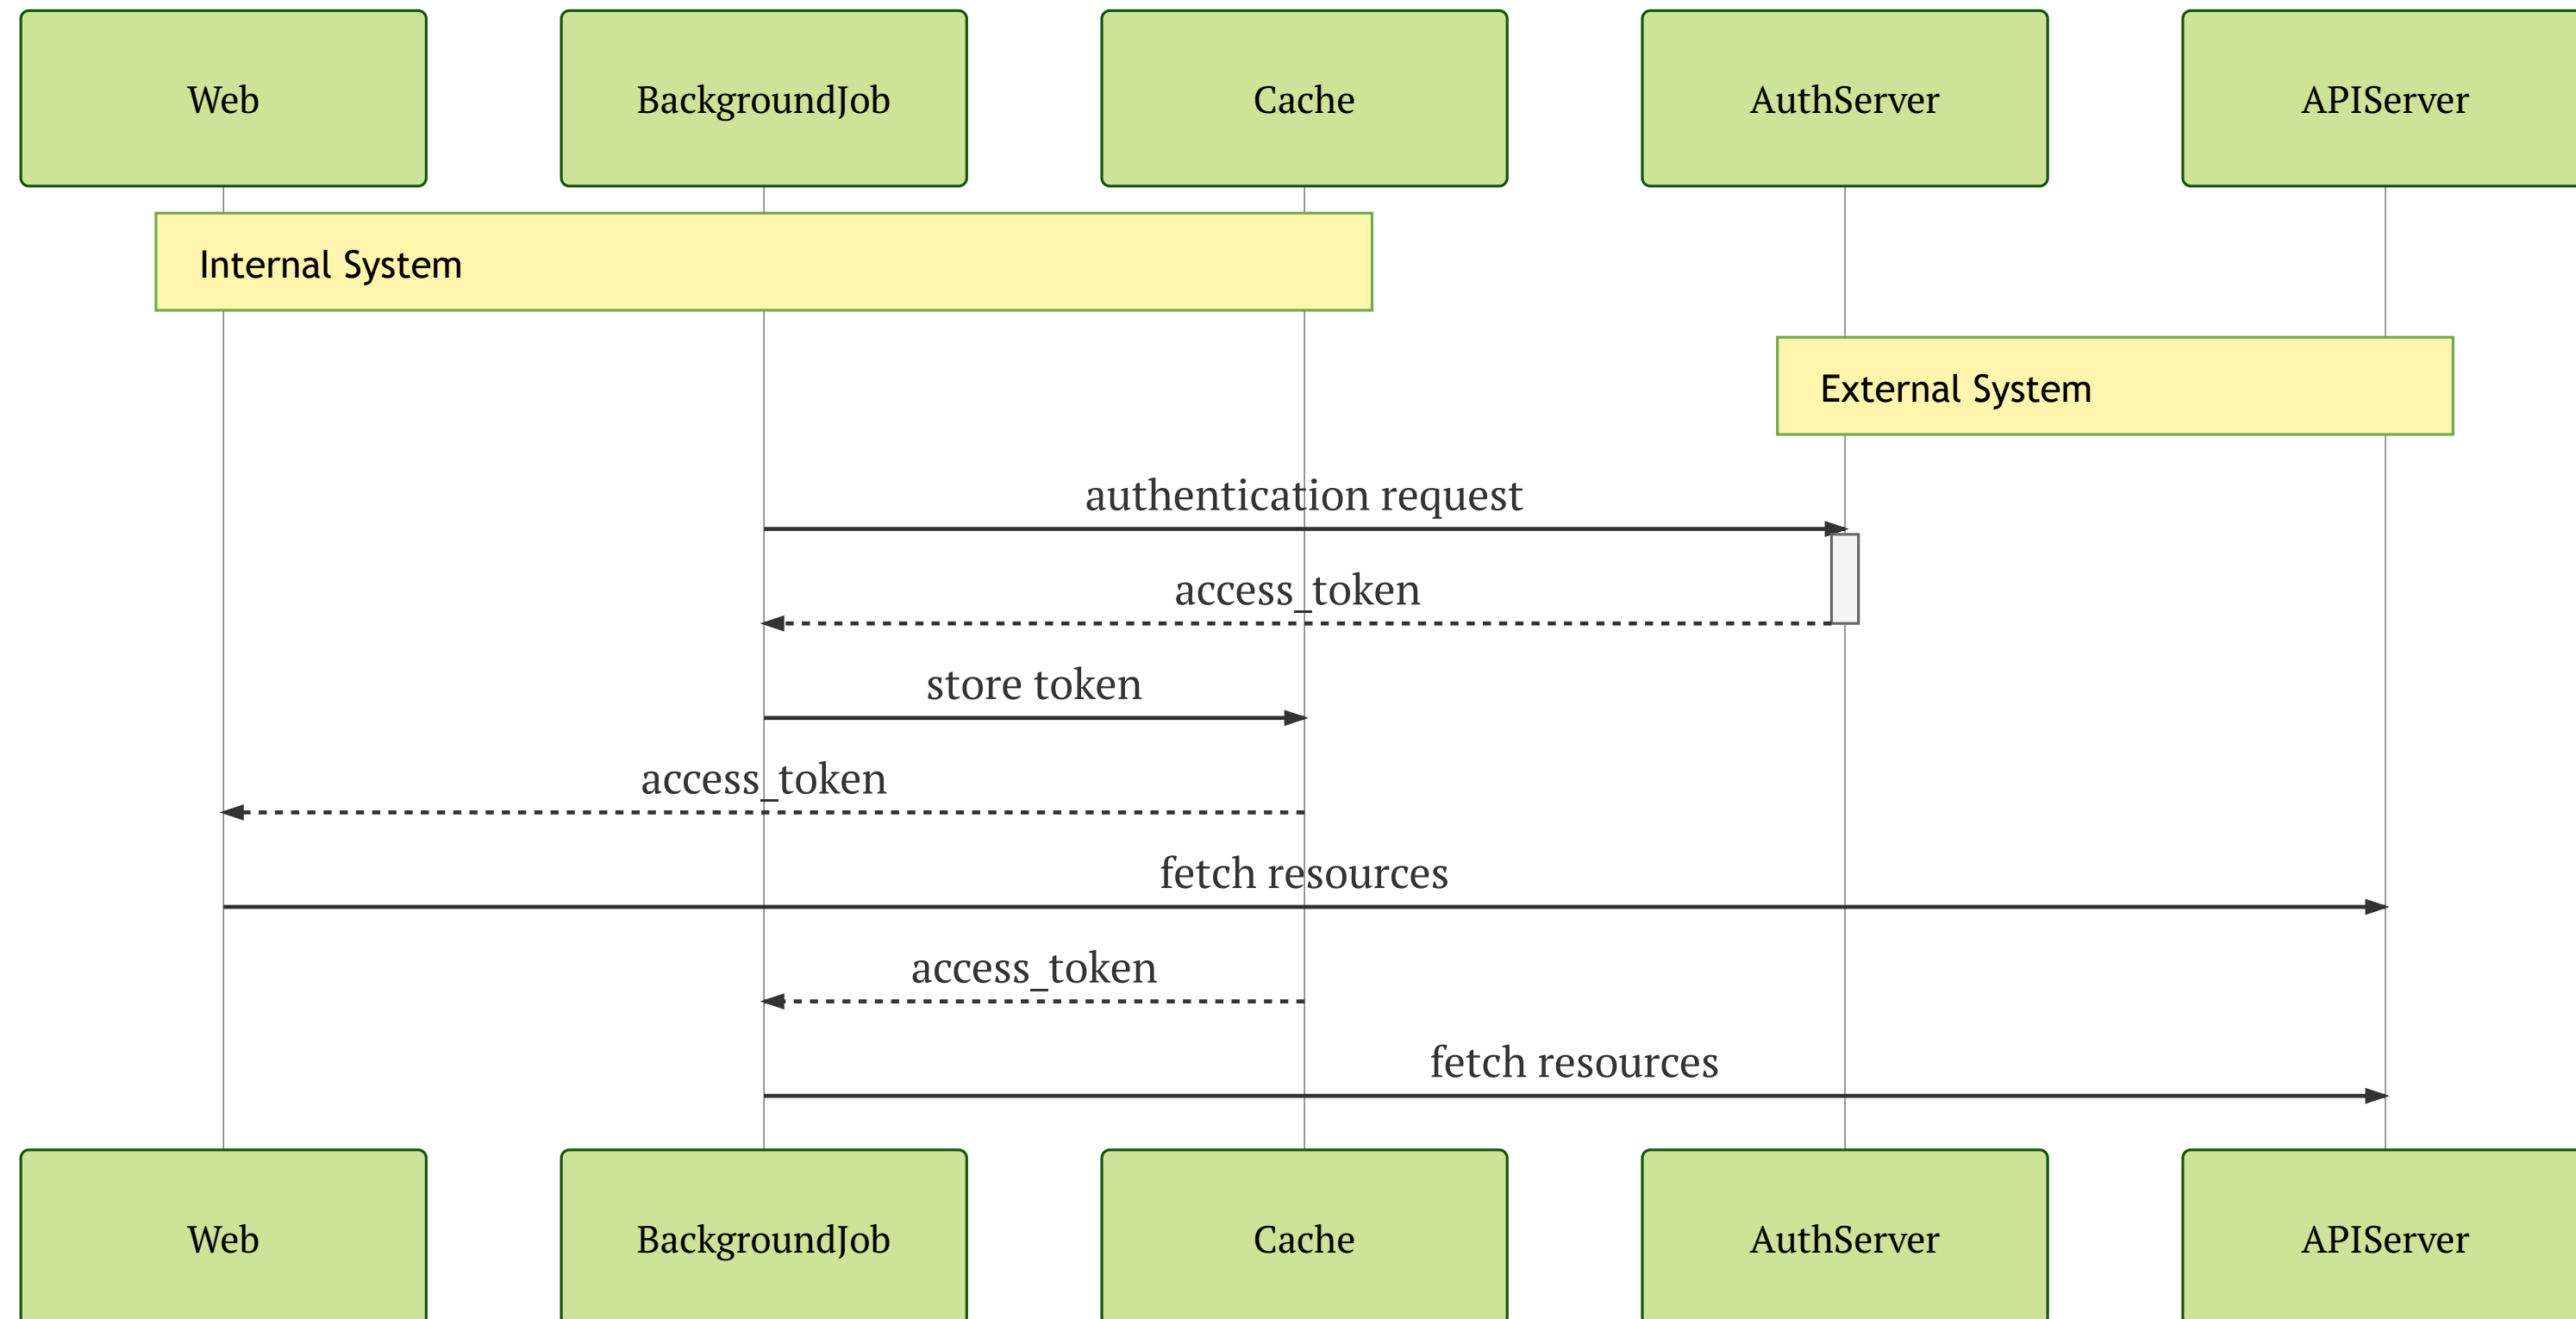 Web
BackgroundJob
Cache
AuthServer
APIServer
Internal System
External System
authentication request
access_token
store token
access_token
fetch resources
access_token
fetch resources
Web
BackgroundJob
Cache
AuthServer
APIServer